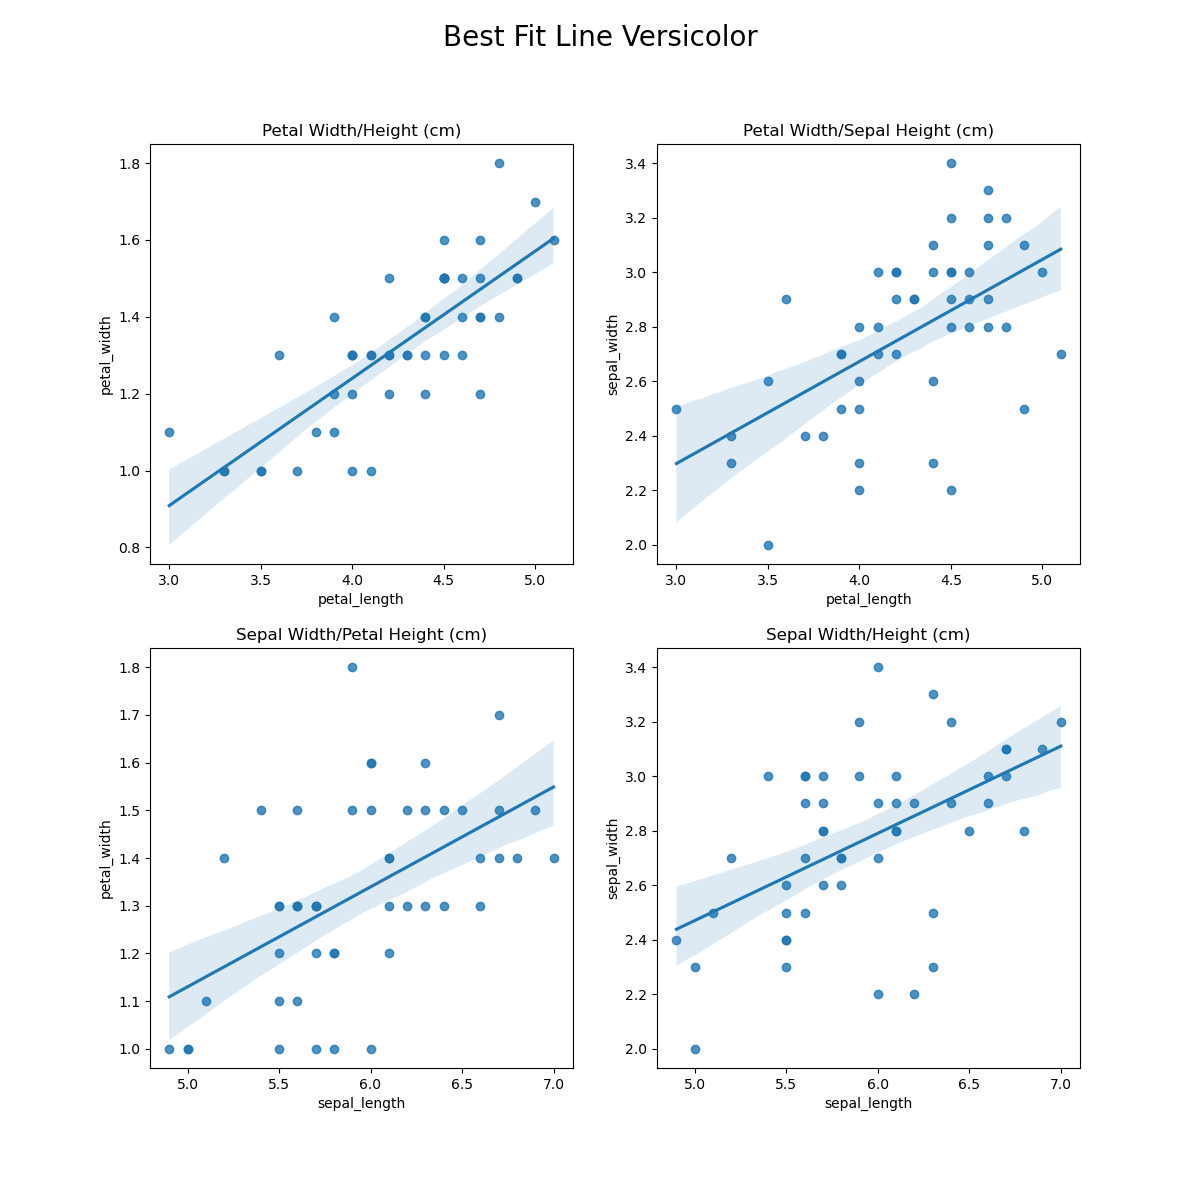 Best Fit Line Versicolor
Petal Width/Height (cm)
1.8
1.6
1.4
1.2
1.0
0.8
petal_width
3.0 3.5 4.0 4.5 5.0
petal_length
Petal Width/Sepal Height (cm)
3.4
3.2
3.0
2.8
2.6
2.4
2.2
2.0
sepal_width
3.0 3.5 4.0 4.5 5.0
petal_length
Sepal Width/Petal Height (cm)
1.8
1.7
1.6
1.5
1.4
1.3
1.2
1.1
1.0
petal_width
5.0 5.5 6.0 6.5 7.0
sepal_length
Sepal Width/Height (cm)
3.4
3.2
3.0
2.8
2.6
2.4
2.2
2.0
sepal_width
5.0 5.5 6.0 6.5 7.0
sepal_length